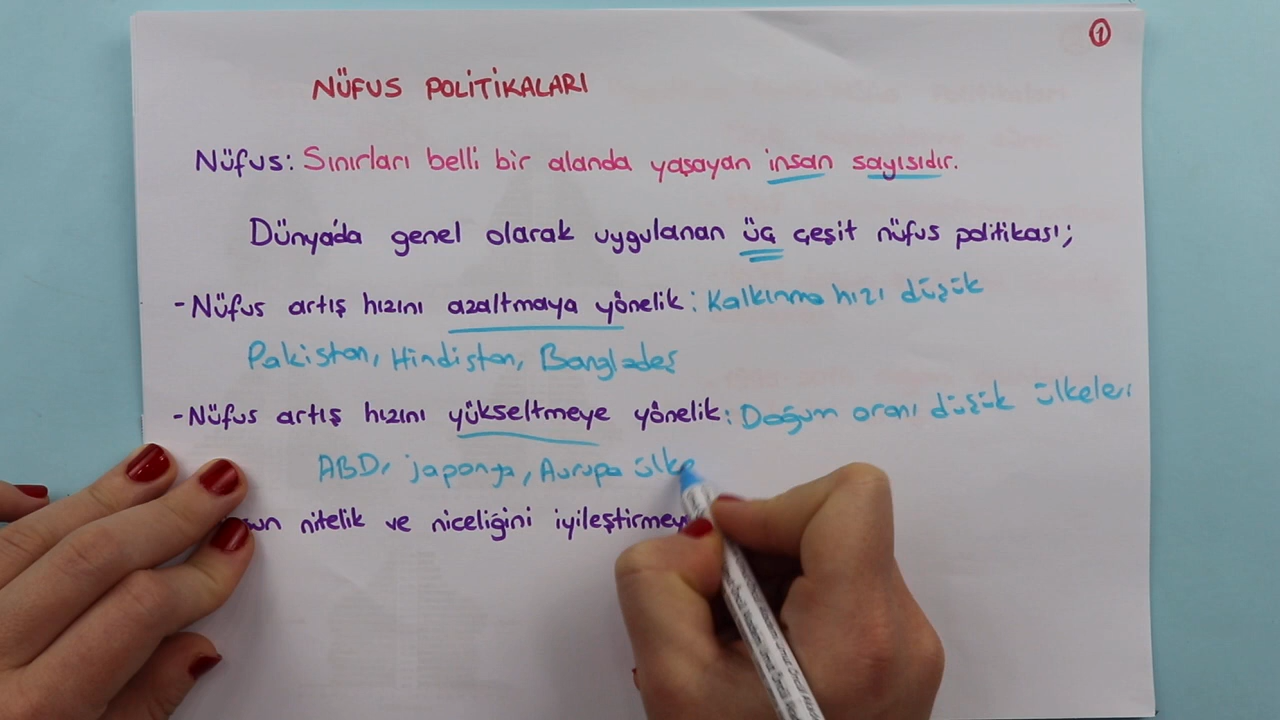 1
NÜFUS POLİTİKALARI
Nüfus: Sınırları belli bir alanda yaşayan insan sayısıdır.
Dünya'da genel olarak uygulanan üç çeşit nüfus politikası;
-Nüfus artış hızını azaltmaya yönelik: Kalkınma hızı düşük
Pakistan, Hindistan, Bangladeş
-Nüfus artış hızını yükseltmeye yönelik: Doğum oranı düşük ülkeleri
ABD, japonya, Avrupa ülke
nitelik ve niceliğini